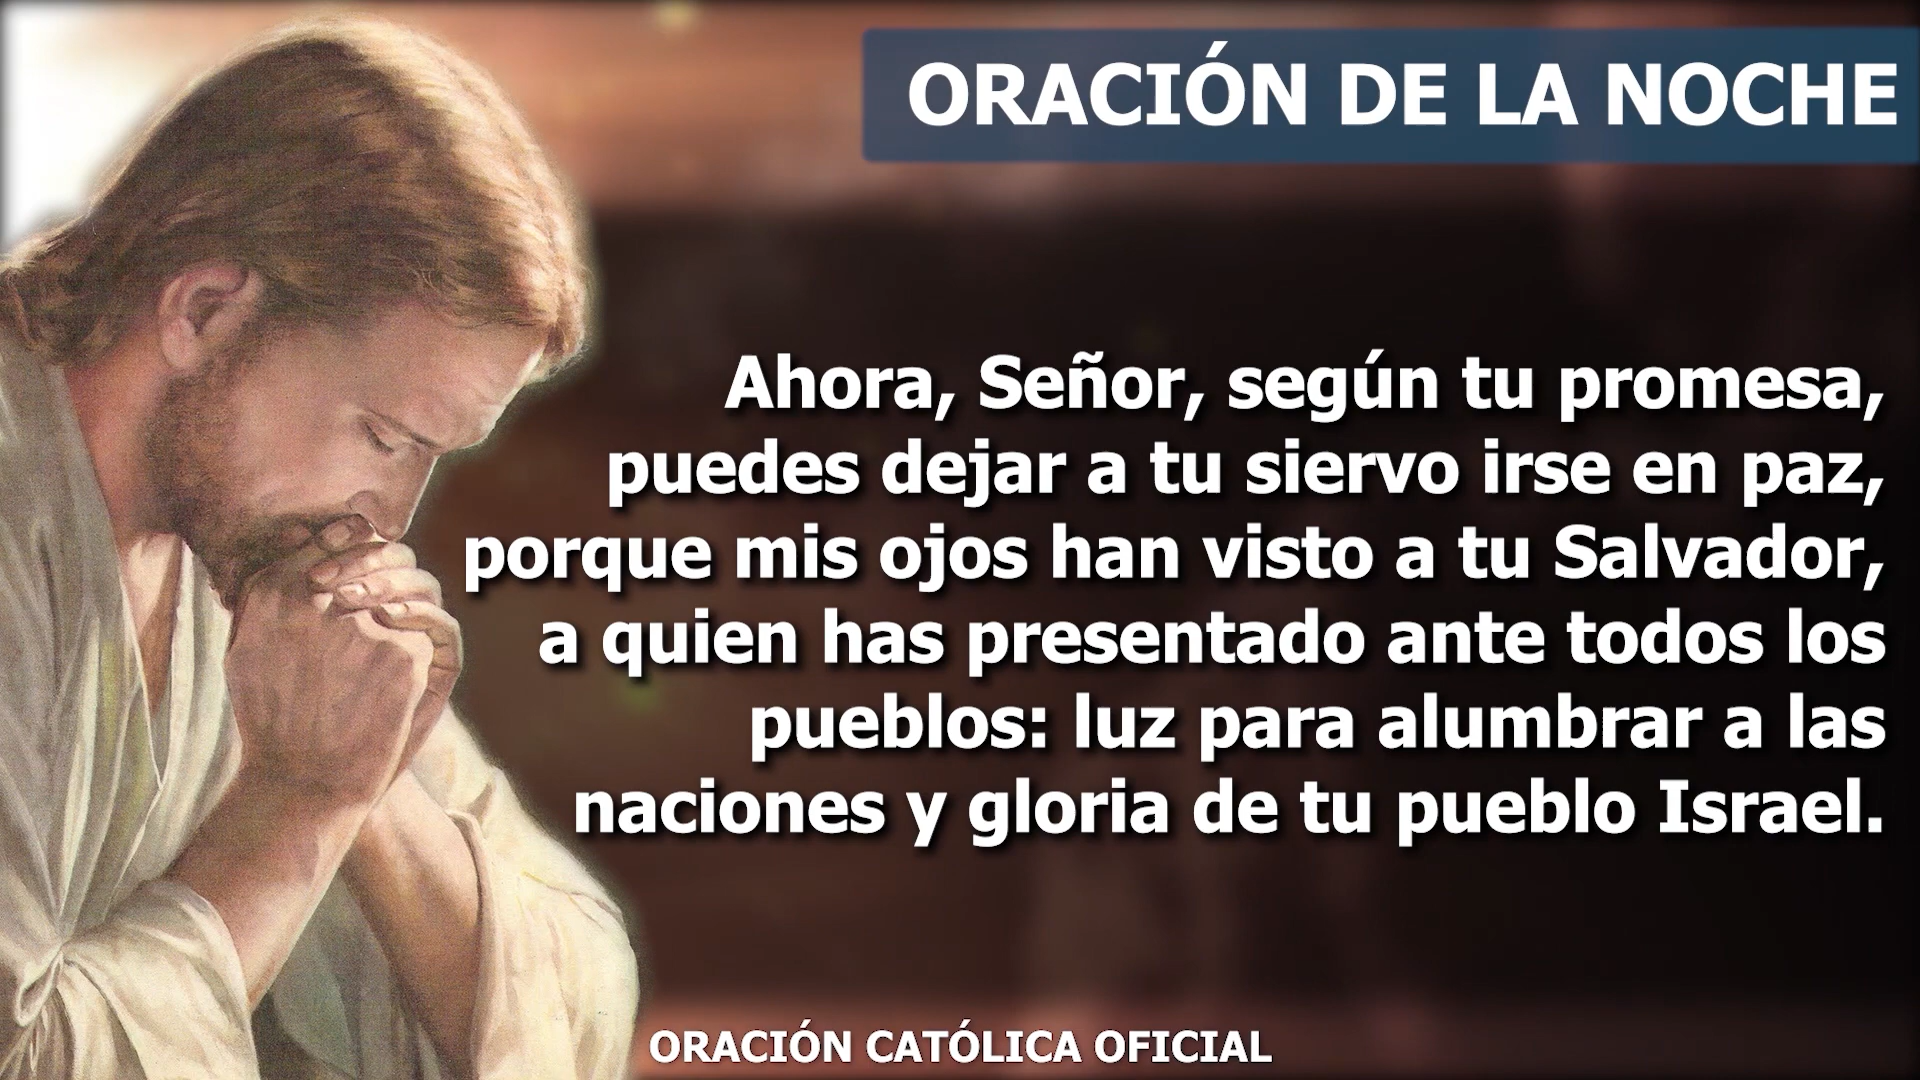 ORACIÓN DE LA NOCHE
Ahora, Señor, según tu promesa,
puedes dejar a tu siervo irse en paz,
porque mis ojos han visto a tu Salvador,
a quien has presentado ante todos los
pueblos: luz para alumbrar a las
naciones y gloria de tu pueblo Israel.
ORACIÓN CATÓLICA OFICIAL